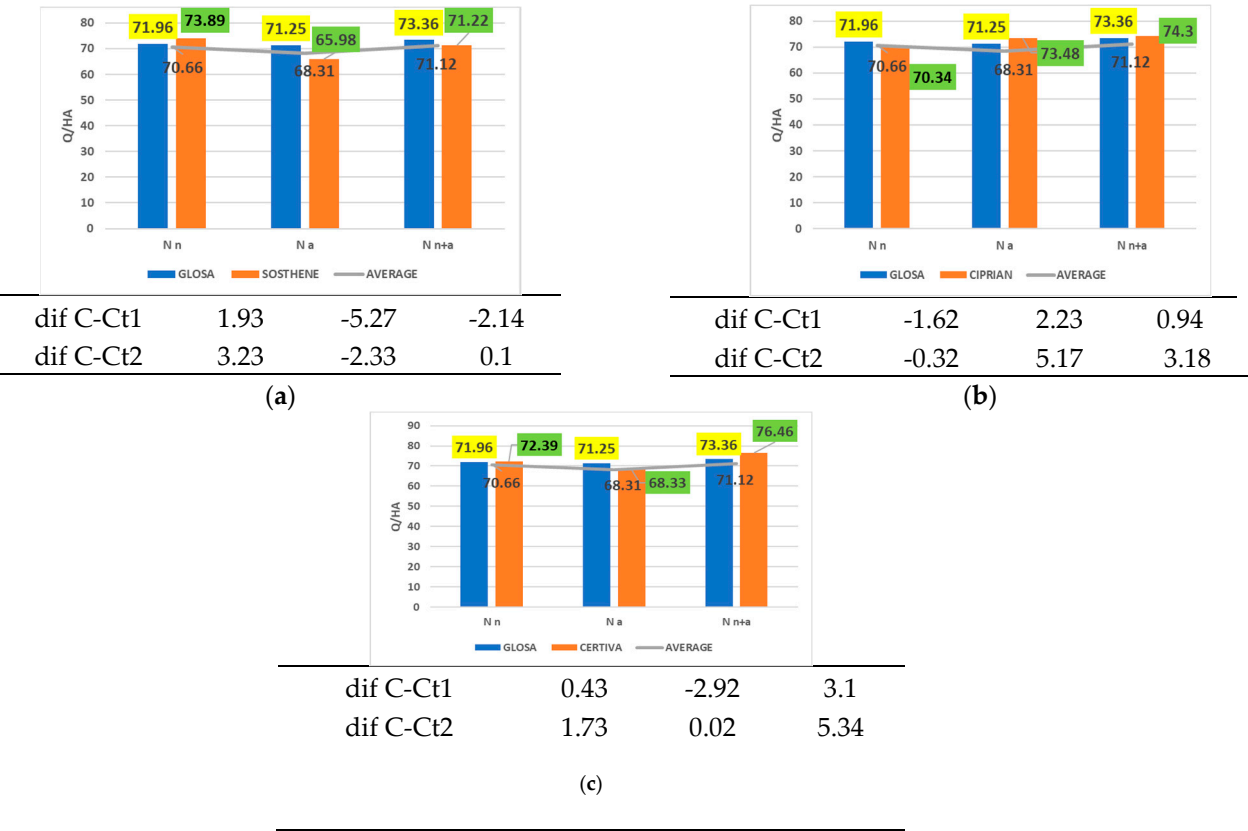 71.96 73.89 71.25 65.98 73.36 71.22
70.66 68.31 71.12
80
70
60
50
40
30
20
10
0
Q/HA
N n N a N n+a
GLOSA SOSTHENE AVERAGE
dif C-Ct1 1.93 -5.27 -2.14
dif C-Ct2 3.23 -2.33 0.1
(a)
71.96 71.25 73.36 74.3
70.66 70.34 68.31 73.48 71.12
80
70
60
50
40
30
20
10
0
Q/HA
N n N a N n+a
GLOSA CIPRIAN AVERAGE
dif C-Ct1 -1.62 2.23 0.94
dif C-Ct2 -0.32 5.17 3.18
(b)
71.96 72.39 71.25 73.36 76.46
70.66 68.31 68.33 71.12
90
80
70
60
50
40
30
20
10
0
Q/HA
N n N a N n+a
GLOSA CERTIVA AVERAGE
dif C-Ct1 0.43 -2.92 3.1
dif C-Ct2 1.73 0.02 5.34
(c)